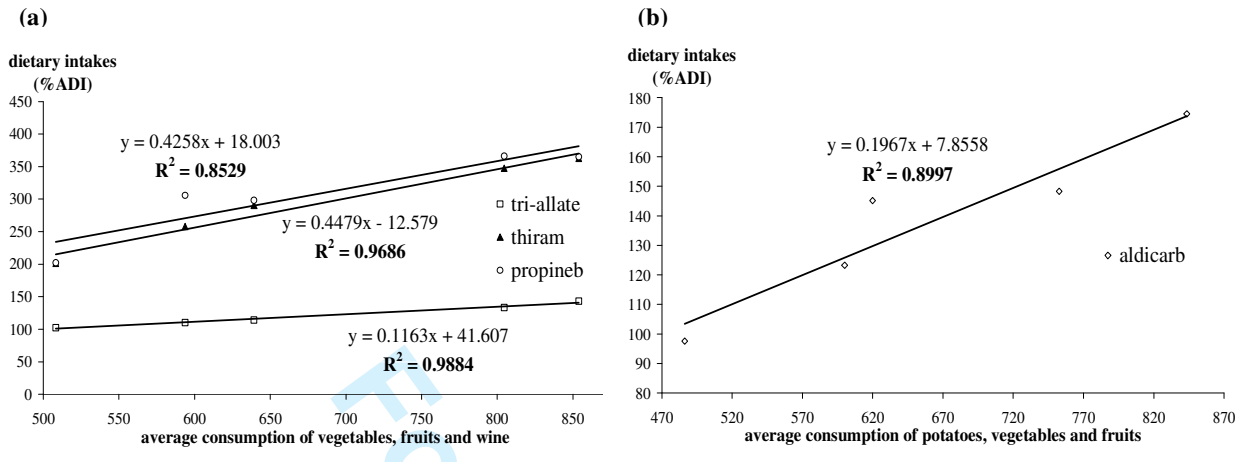 (a)
dietary intakes
(%ADI)
450
400
350
300
250
200
150
100
50
0
500 550 600 650 700 750 800 850
average consumption of vegetables, fruits and wine
y = 0.4258x + 18.003
R² = 0.8529
y = 0.4479x - 12.579
R² = 0.9686
y = 0.1163x + 41.607
R² = 0.9884
tri-allate
thiram
propineb
(b)
dietary intakes
(%ADI)
180
170
160
150
140
130
120
110
100
90
80
470 520 570 620 670 720 770 820 870
average consumption of potatoes, vegetables and fruits
y = 0.1967x + 7.8558
R² = 0.8997
aldicarb